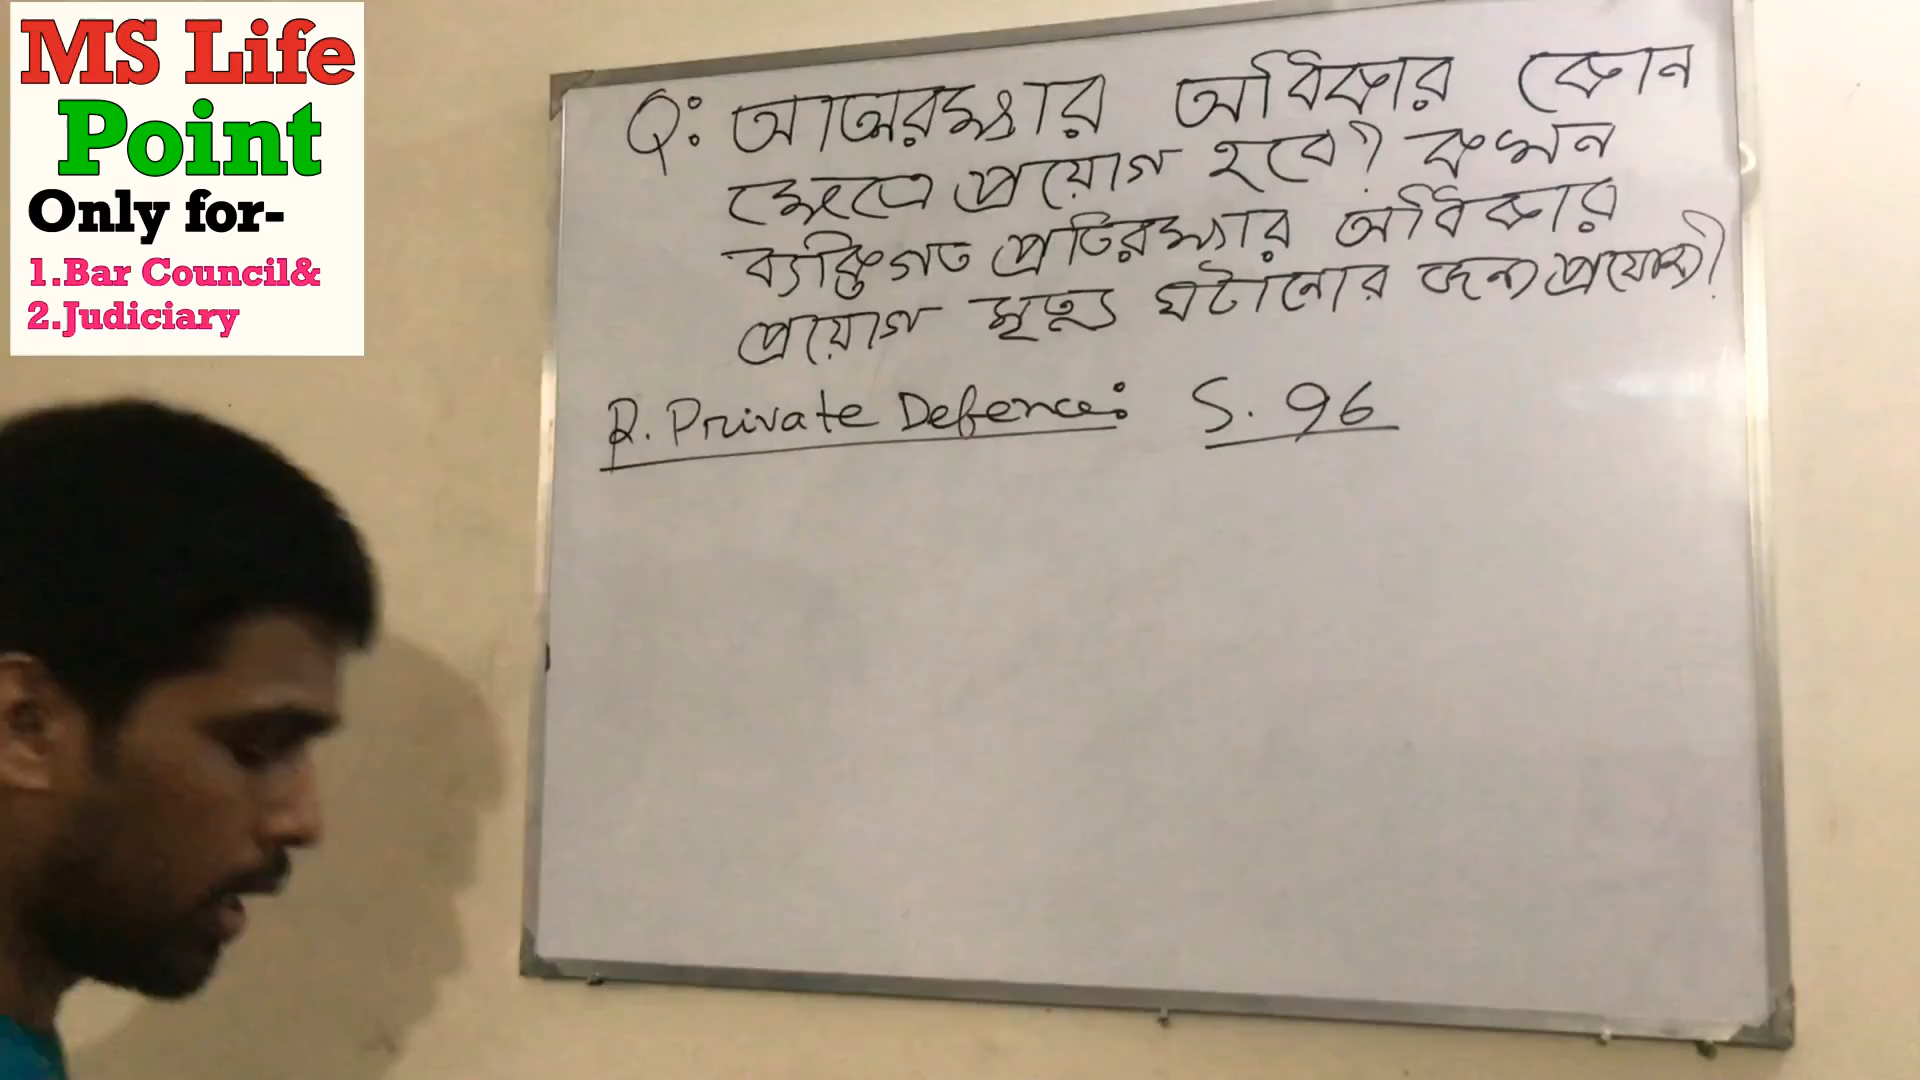 MS Life
Point
Only for-
1.Bar Council&
2.Judiciary
Q: আত্মরক্ষার অধিকার কোন
ক্ষেত্রে প্রয়োগ হবে? কখন
ব্যক্তিগত প্রতিরক্ষার অধিকার
প্রয়োগ মৃত্যু ঘটানোর জন্য প্রযোজ্য?
R. Private Defence: S. 96